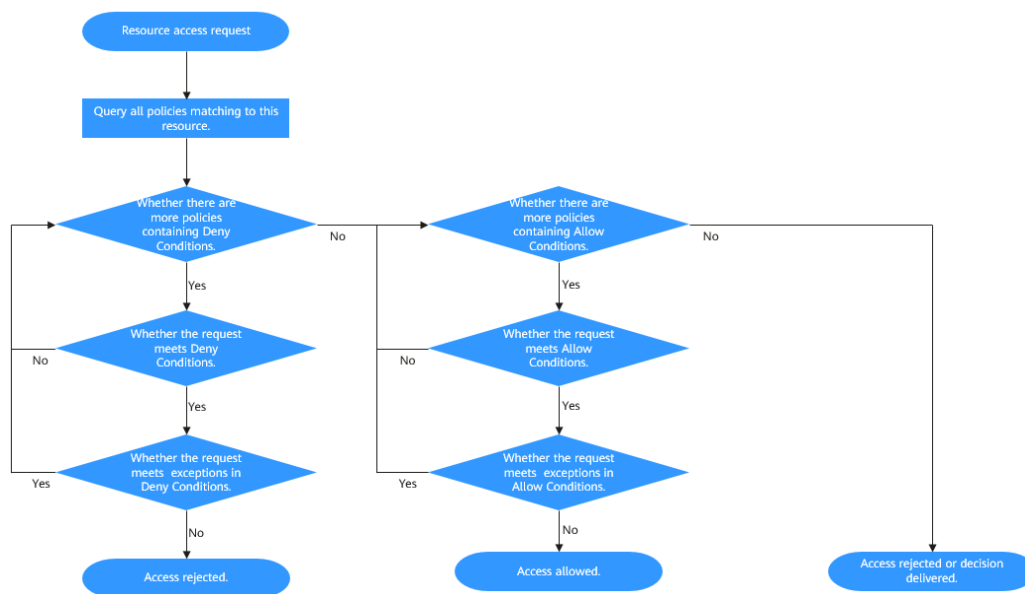 Resource access request
Query all policies matching to this
resource.
Whether there are
more policies
containing Deny
Conditions.
No
Whether there are
more policies
containing Allow
Conditions.
No
Yes
Yes
Whether the request
meets Deny
Conditions.
No
Whether the request
meets Allow
Conditions.
No
Yes
Yes
Whether the request
meets  exceptions in
Deny Conditions.
Yes
Whether the request
meets  exceptions in
Allow Conditions.
Yes
No
No
Access rejected.
Access allowed.
Access rejected or decision
delivered.